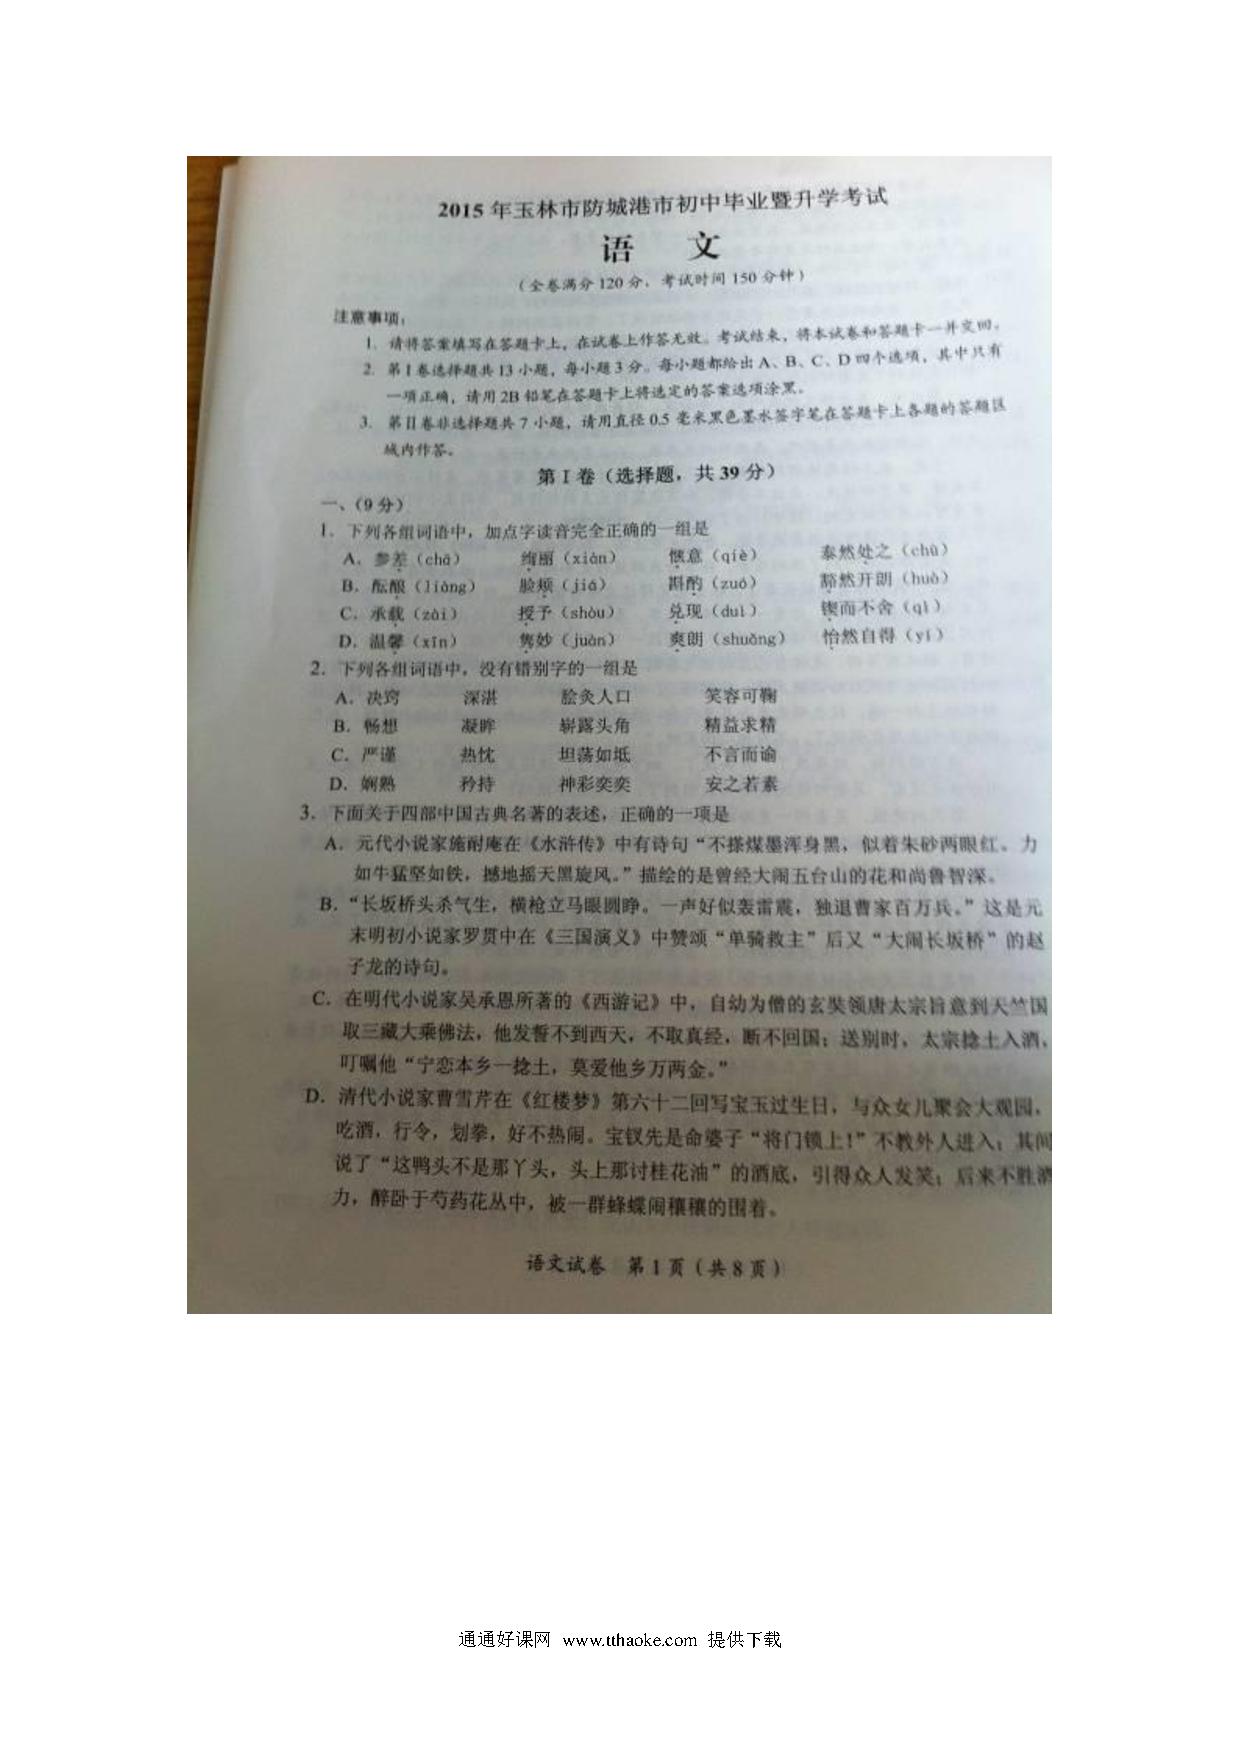 2015年玉林市防城港市初中毕业暨升学考试
语 文
（全卷满分120分，考试时间150分钟）
注意事项：
1. 请将答案填写在答题卡上，在试卷上作答无效。考试结束，将本试卷和答题卡一并交回。
2. 第Ⅰ卷选择题共13小题，每小题3分。每小题都给出A、B、C、D四个选项，其中只有
一项正确，请用2B铅笔在答题卡上将选定的答案选项涂黑。
3. 第Ⅱ卷非选择题共7小题，请用直径0.5毫米黑色墨水签字笔在答题卡上各题的答题区
域内作答。
第Ⅰ卷（选择题，共39分）
一、（9分）
1. 下列各组词语中，加点字读音完全正确的一组是
A. 参差（chā） 绚丽（xiàn） 惬意（qiè） 泰然处之（chù）
B. 酝酿（liàng） 脸颊（jiá） 斟酌（zuó） 豁然开朗（huò）
C. 承载（zài） 授予（shòu） 兑现（duì） 锲而不舍（qì）
D. 温馨（xīn） 隽妙（juàn） 爽朗（shuǎng） 怡然自得（yí）
2. 下列各组词语中，没有错别字的一组是
A. 决窍 深湛 脍灸人口 笑容可鞠
B. 畅想 凝眸 崭露头角 精益求精
C. 严谨 热忱 坦荡如坻 不言而谕
D. 娴熟 矜持 神彩奕奕 安之若素
3. 下面关于四部中国古典名著的表述，正确的一项是
A. 元代小说家施耐庵在《水浒传》中有诗句“不搽煤墨浑身黑，似着朱砂两眼红。力
如牛猛坚如铁，撼地摇天黑旋风。”描绘的是曾经大闹五台山的花和尚鲁智深。
B. “长坂桥头杀气生，横枪立马眼圆睁。一声好似轰雷震，独退曹家百万兵。”这是元
末明初小说家罗贯中在《三国演义》中赞颂“单骑救主”后又“大闹长坂桥”的赵
子龙的诗句。
C. 在明代小说家吴承恩所著的《西游记》中，自幼为僧的玄奘领唐太宗旨意到天竺国
取三藏大乘佛法，他发誓不到西天，不取真经，断不回国；送别时，太宗捻土入酒，
叮嘱他“宁恋本乡一捻土，莫爱他乡万两金。”
D. 清代小说家曹雪芹在《红楼梦》第六十二回写宝玉过生日，与众女儿聚会大观园，
吃酒，行令，划拳，好不热闹。宝钗先是命婆子“将门锁上！”不教外人进入；其间
说了“这鸭头不是那丫头，头上那讨桂花油”的酒底，引得众人发笑；后来不胜酒
力，醉卧于芍药花丛中，被一群蜂蝶闹穰穰的围着。
语文试卷 第1页（共8页）
通通好课网 www.tthaoke.com 提供下载